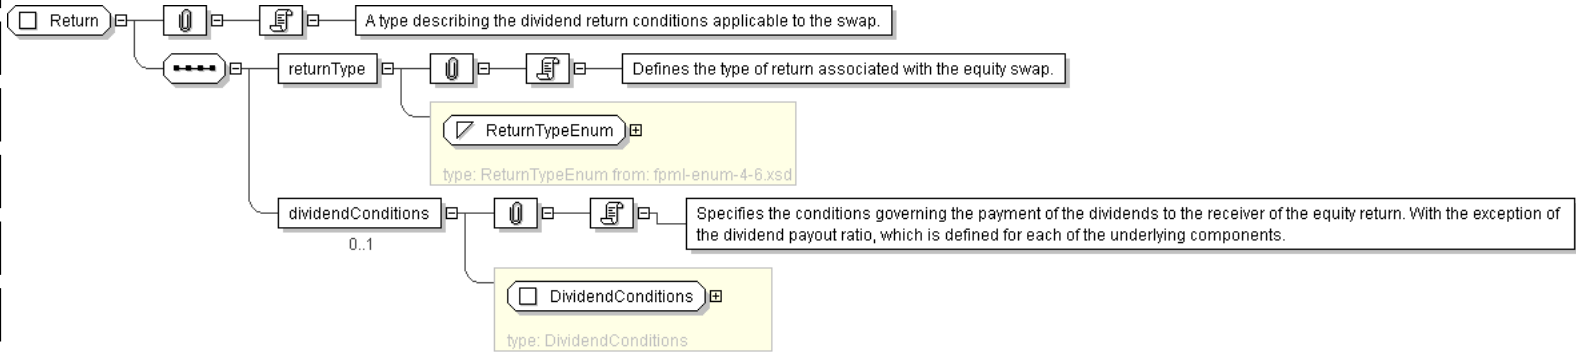 Return
A type describing the dividend return conditions applicable to the swap.
returnType
Defines the type of return associated with the equity swap.
ReturnTypeEnum
type: ReturnTypeEnum from: fpml-enum-4-6.xsd
dividendConditions
0..1
Specifies the conditions governing the payment of the dividends to the receiver of the equity return. With the exception of
the dividend payout ratio, which is defined for each of the underlying components.
DividendConditions
type: DividendConditions